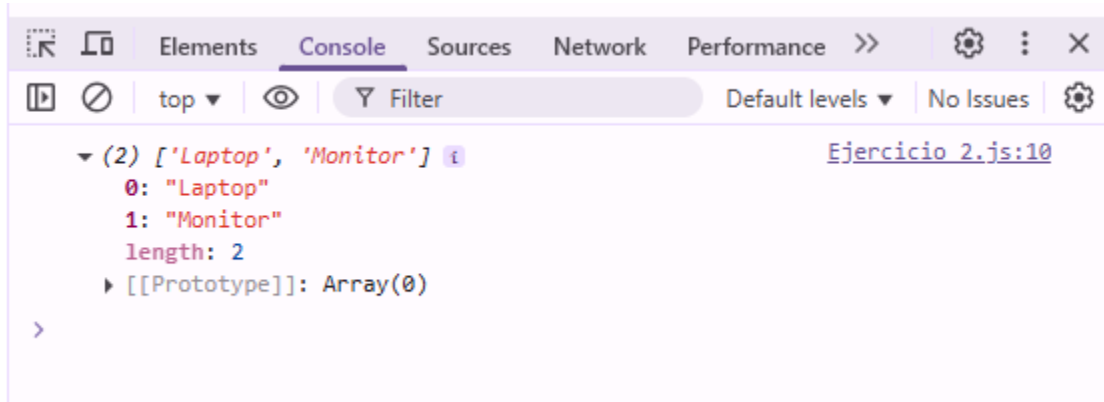 Elements Console Sources Network Performance
top Filter Default levels No Issues
(2) ['Laptop', 'Monitor'] i Ejercicio 2.js:10
0: "Laptop"
1: "Monitor"
length: 2
[[Prototype]]: Array(0)